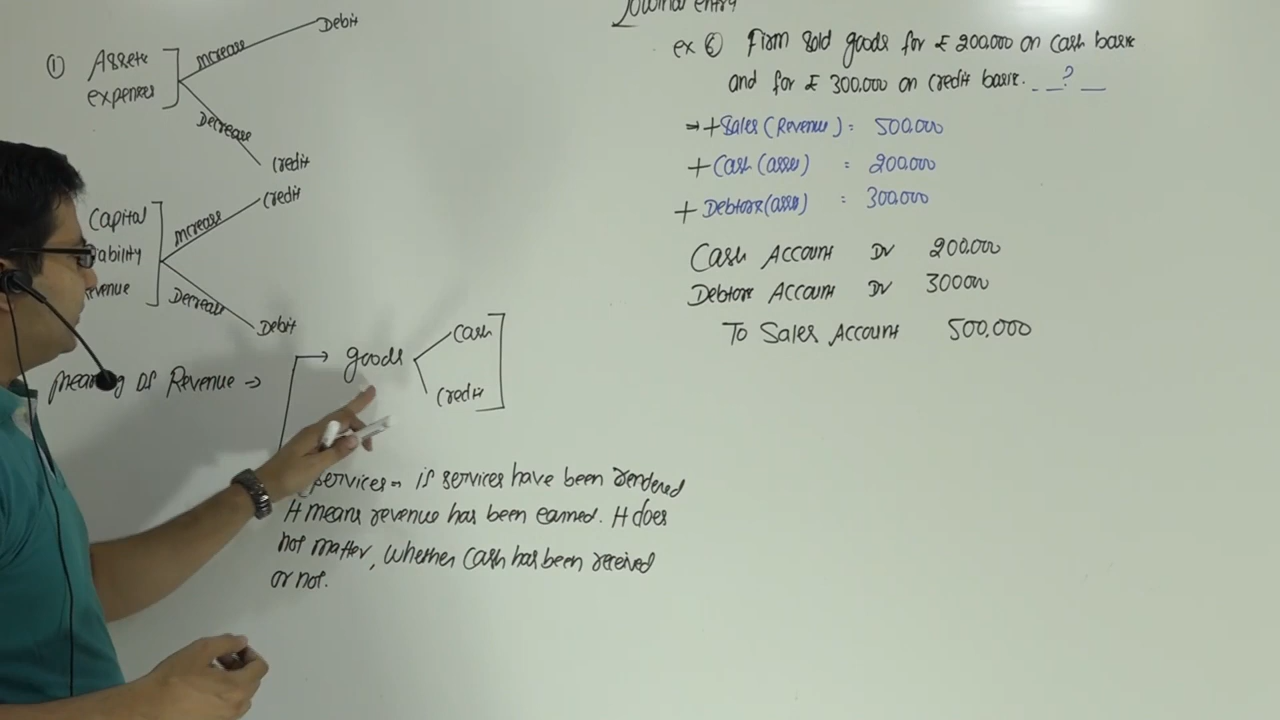 Journal entry
① Assets
expenses
Increase
Debit
Decrease
Credit
Capital
Revenue
Increase
Credit
Decrease
Debit
meaning of Revenue →
goods
Cash
Credit
services - is services have been rendered
It means revenue has been earned. It does
not matter, whether cash has been received
or not.
ex ⑥ Firm sold goods for £ 200,000 on cash basis
and for £ 300,000 on credit basis. _ _ ? _
→ + Sales (Revenue) = 500,000
+ Cash (asset) = 200,000
+ Debtors (asset) : 300,000
Cash Account Dr 200,000
Debtors Account Dr 300000
To Sales Account 500,000